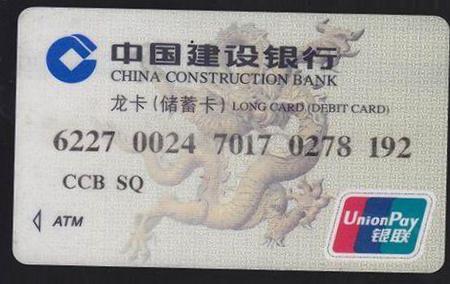 中国建设银行
CHINA CONSTRUCTION BANK
龙卡(储蓄卡) LONG CARD (DEBIT CARD)
6227 0024 7017 0278 192
CCB SQ
ATM
UnionPay
银联